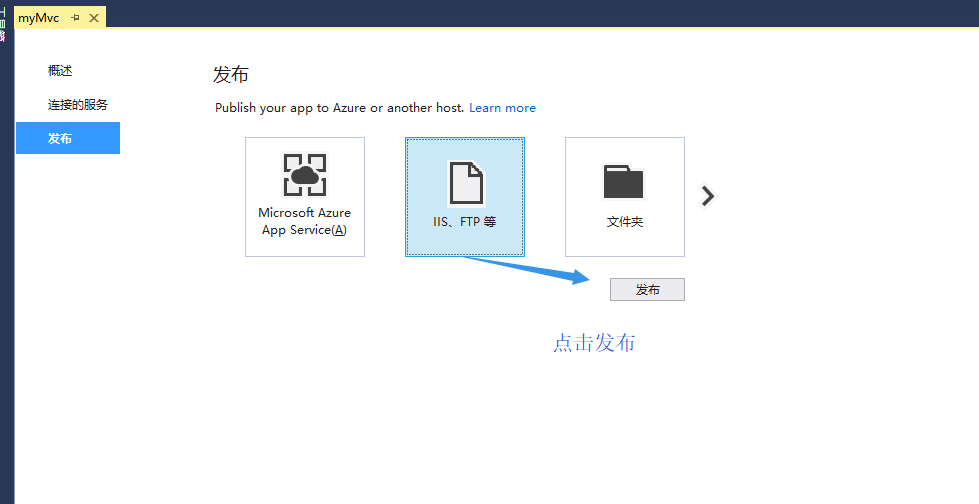 myMvc
概述
连接的服务
发布
发布
Publish your app to Azure or another host. Learn more
Microsoft Azure
App Service(A)
IIS、FTP 等
文件夹
发布
点击发布